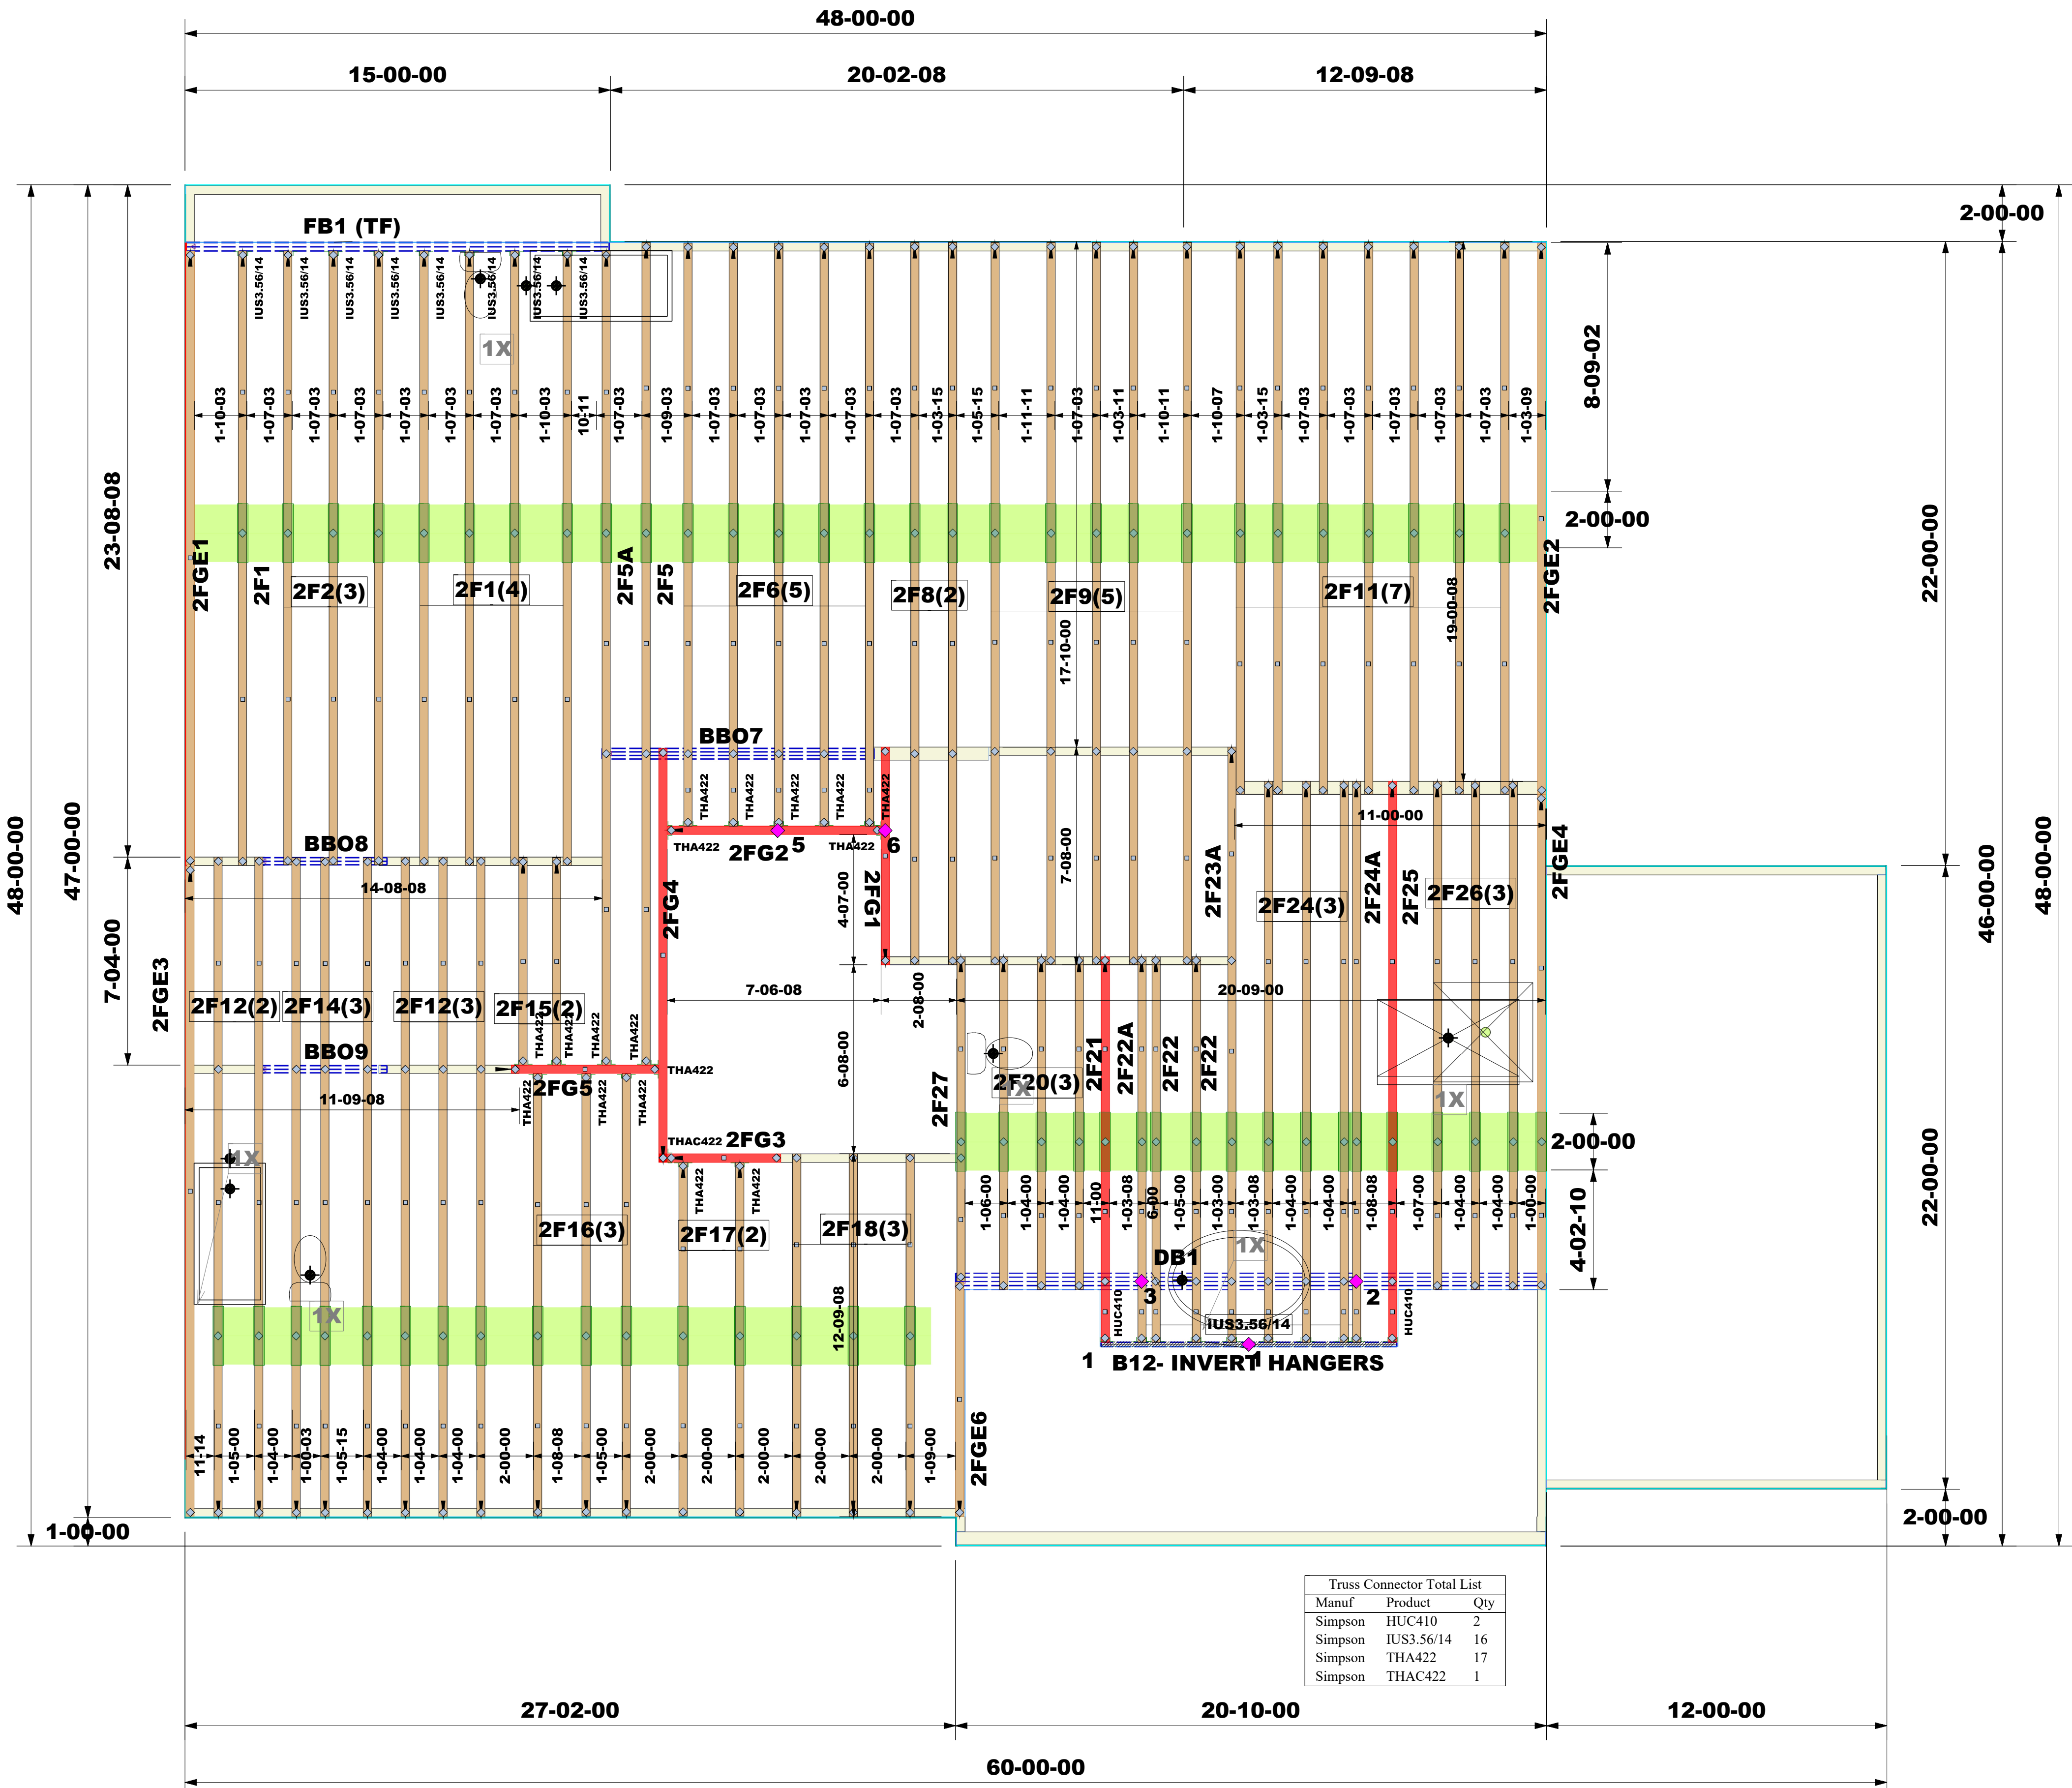 48-00-00
15-00-00
20-02-08
12-09-08
2-00-00
FB1 (TF)
IUS3.56/14
IUS3.56/14
IUS3.56/14
IUS3.56/14
IUS3.56/14
IUS3.56/14
IUS3.56/14
IUS3.56/14
1X
8-09-02
1-10-03
1-07-03
1-07-03
1-07-03
1-07-03
1-07-03
1-07-03
1-10-03
10-11
1-07-03
1-09-03
1-07-03
1-07-03
1-07-03
1-07-03
1-07-03
1-03-15
1-05-15
1-11-11
1-07-03
1-03-11
1-10-11
1-10-07
1-03-15
1-07-03
1-07-03
1-07-03
1-07-03
1-07-03
1-03-09
23-08-08
2-00-00
22-00-00
2FGE1
2F1
2F2(3)
2F1(4)
2F5A
2F5
2F6(5)
2F8(2)
2F9(5)
2F11(7)
2FGE2
17-10-00
19-00-08
BBO7
THA422
THA422
THA422
THA422
THA422
48-00-00
47-00-00
BBO8
14-08-08
THA422
2FG2
5
THA422
6
11-00-00
4-07-00
2FG1
7-08-00
2FG4
2F23A
2F24(3)
2F24A
2F25
2F26(3)
2FGE4
46-00-00
48-00-00
7-04-00
2FGE3
2F12(2)
2F14(3)
2F12(3)
2F15(2)
7-06-08
2-08-00
20-09-00
THA422
THA422
THA422
THA422
BBO9
THA422
2FG5
THA422
THA422
THA422
11-09-08
6-08-00
2F27
2F20(3)
1X
2F21
2F22A
2F22
2F22
1X
THAC422
2FG3
2-00-00
1X
THA422
THA422
1-06-00
1-04-00
1-04-00
11-00
1-03-08
6-00
1-05-00
1-03-00
1-03-08
1-04-00
1-04-00
1-08-08
1-07-00
1-04-00
1-04-00
1-00-00
4-02-10
22-00-00
2F16(3)
2F17(2)
2F18(3)
DB1
1X
3
2
1X
12-09-08
HUC410
IUS3.56/14
HUC410
1
B12- INVERT HANGERS
1
11-14
1-05-00
1-04-00
1-00-03
1-05-15
1-04-00
1-04-00
1-04-00
2-00-00
1-08-08
1-05-00
2-00-00
2-00-00
2-00-00
2-00-00
2-00-00
1-09-00
2FGE6
1-00-00
2-00-00
Truss Connector Total List
Manuf Product Qty
Simpson HUC410 2
Simpson IUS3.56/14 16
Simpson THA422 17
Simpson THAC422 1
27-02-00
20-10-00
12-00-00
60-00-00